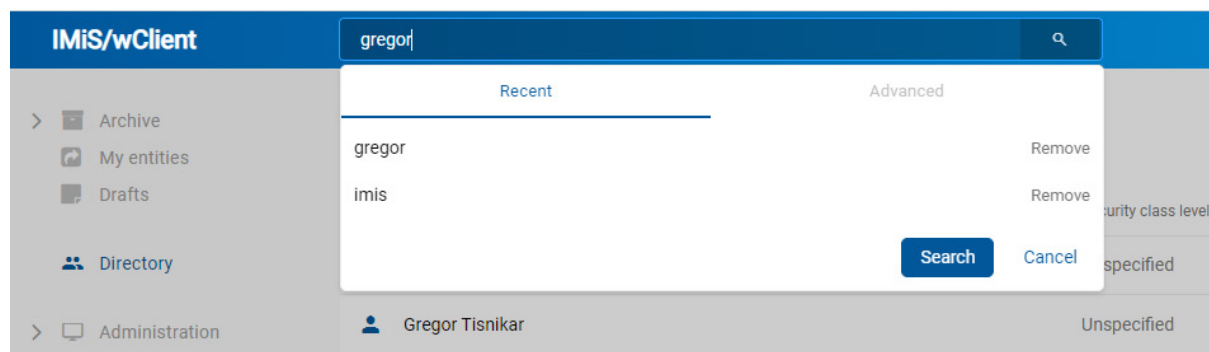 IMiS/wClient
gregor
Recent
Advanced
Archive
gregor
Remove
My entities
Drafts
imis
Remove
curity class level
Search
Cancel
Directory
specified
Administration
Gregor Tisnikar
Unspecified